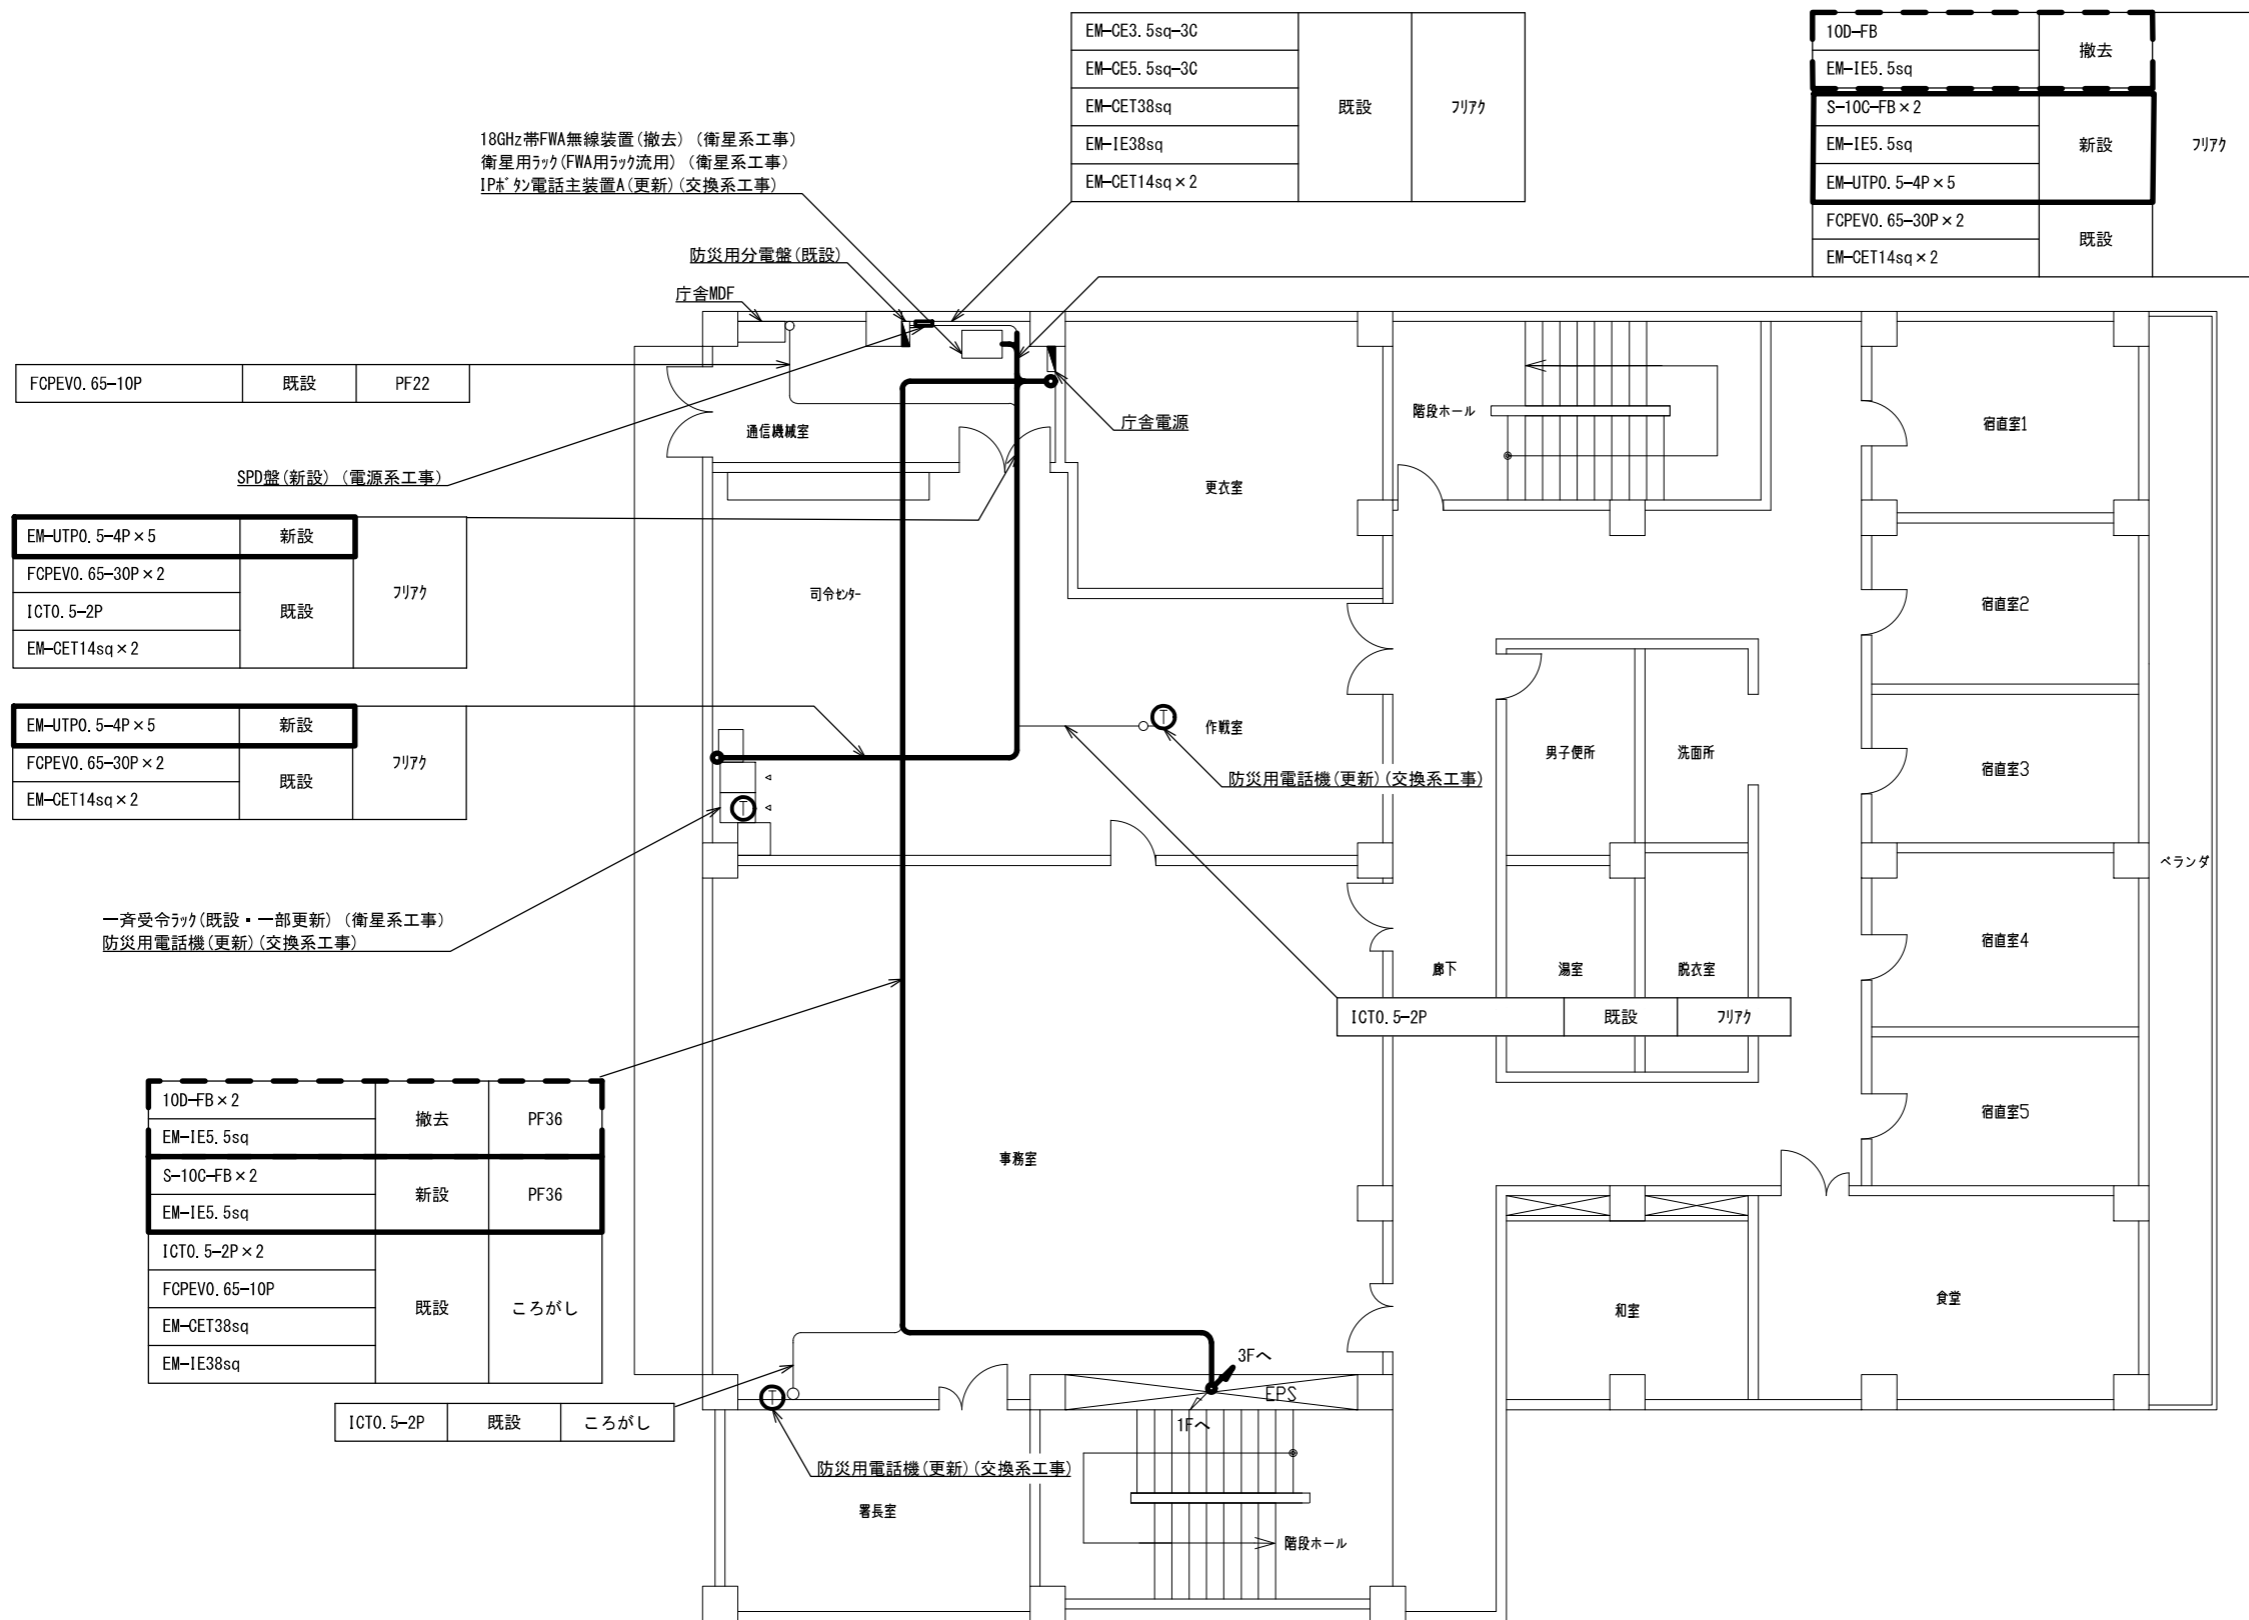 EM-CE3.5sq-3C
EM-CE5.5sq-3C
EM-CET38sq
EM-IE38sq
EM-CET14sq×2
既設
フリアク
10D-FB
EM-IE5.5sq
撤去
S-10C-FB×2
EM-IE5.5sq
EM-UTP0.5-4P×5
新設
FCPEV0.65-30P×2
EM-CET14sq×2
既設
フリアク
18GHz帯FWA無線装置(撤去)(衛星系工事)
衛星用ラック(FWA用ラック流用)(衛星系工事)
IPボタン電話主装置A(更新)(交換系工事)
防災用分電盤(既設)
庁舎MDF
FCPEV0.65-10P 既設 PF22
SPD盤(新設)(電源系工事)
通信機械室
庁舎電源
階段ホール
更衣室
宿直室1
EM-UTP0.5-4P×5 新設
FCPEV0.65-30P×2
ICT0.5-2P
EM-CET14sq×2
既設
フリアク
司令センター
宿直室2
EM-UTP0.5-4P×5 新設
FCPEV0.65-30P×2
EM-CET14sq×2
既設
フリアク
T
作戦室
防災用電話機(更新)(交換系工事)
T
男子便所
洗面所
宿直室3
ベランダ
一斉受令ラック(既設・一部更新)(衛星系工事)
防災用電話機(更新)(交換系工事)
廊下
湯室
脱衣室
宿直室4
ICT0.5-2P 既設 フリアク
10D-FB×2
EM-IE5.5sq
撤去 PF36
S-10C-FB×2
EM-IE5.5sq
新設 PF36
ICT0.5-2P×2
FCPEV0.65-10P
EM-CET38sq
EM-IE38sq
既設 ころがし
事務室
宿直室5
和室
食堂
3Fへ
EPS
1Fへ
ICT0.5-2P 既設 ころがし
T
防災用電話機(更新)(交換系工事)
署長室
階段ホール